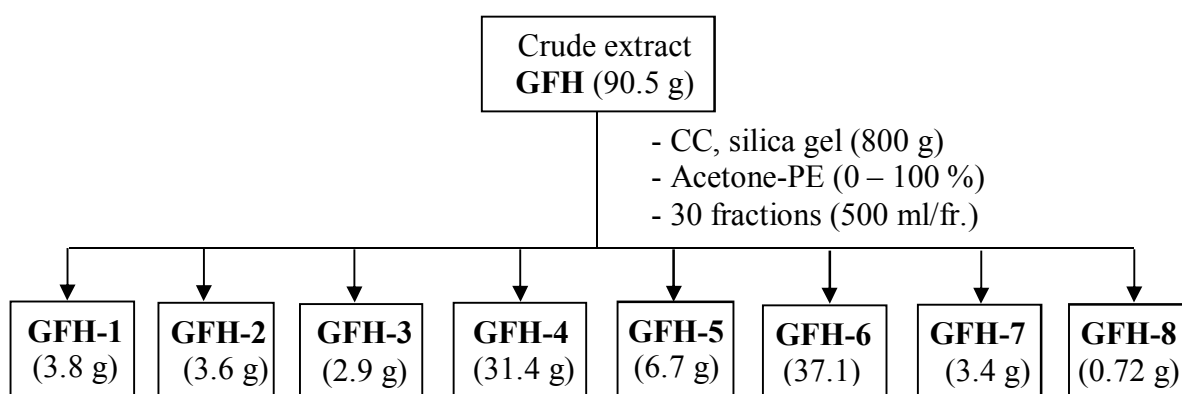 Crude extract
GFH (90.5 g)
- CC, silica gel (800 g)
- Acetone-PE (0 – 100 %)
- 30 fractions (500 ml/fr.)
GFH-1
(3.8 g)
GFH-2
(3.6 g)
GFH-3
(2.9 g)
GFH-4
(31.4 g)
GFH-5
(6.7 g)
GFH-6
(37.1)
GFH-7
(3.4 g)
GFH-8
(0.72 g)